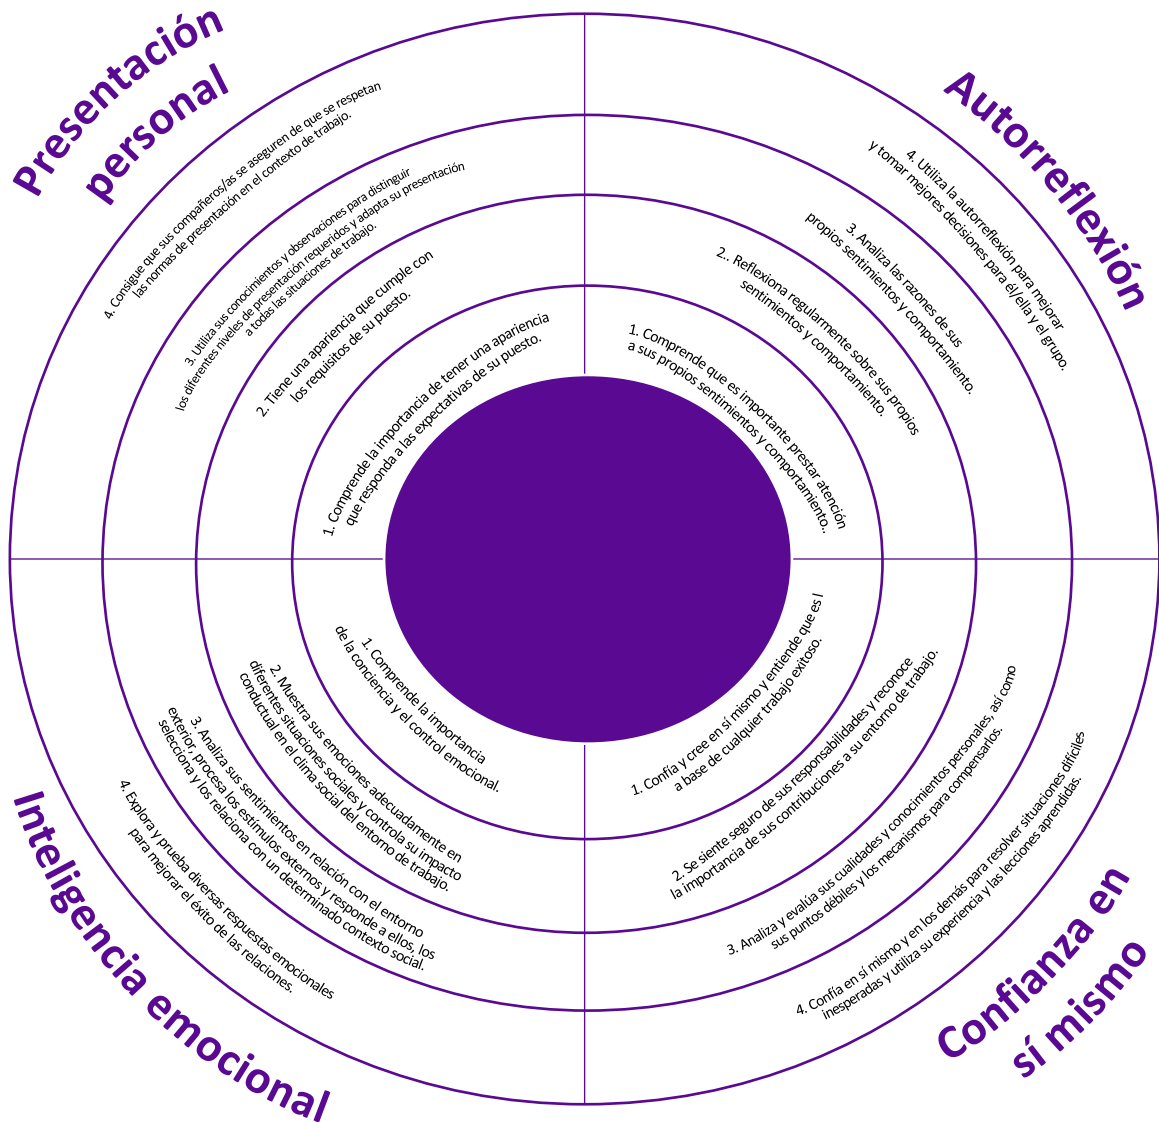 Presentación
personal
4. Consigue que sus compañeros/as se aseguren de que se respetan
las normas de presentación en el contexto de trabajo.
3. Utiliza sus conocimientos y observaciones para distinguir
los diferentes niveles de presentación requeridos y adapta su presentación
a todas las situaciones de trabajo.
2. Tiene una apariencia que cumple con
los requisitos de su puesto.
1. Comprende la importancia de tener una apariencia
que responda a las expectativas de su puesto.
Autorreflexión
4. Utiliza la autorreflexión para mejorar
y tomar mejores decisiones para él/ella y el grupo.
3. Analiza las razones de sus
propios sentimientos y comportamiento.
2.. Reflexiona regularmente sobre sus propios
sentimientos y comportamiento.
1. Comprende que es importante prestar atención
a sus propios sentimientos y comportamiento..
Inteligencia emocional
1. Comprende la importancia
de la conciencia y el control emocional.
2. Muestra sus emociones adecuadamente en
diferentes situaciones sociales y controla su impacto
conductual en el clima social del entorno de trabajo.
3. Analiza sus sentimientos en relación con el entorno
exterior, procesa los estímulos externos y responde a ellos, los
selecciona y los relaciona con un determinado contexto social.
4. Explora y prueba diversas respuestas emocionales
para mejorar el éxito de las relaciones.
Confianza en
sí mismo
1. Confía y cree en sí mismo y entiende que es l
a base de cualquier trabajo exitoso.
2. Se siente seguro de sus responsabilidades y reconoce
la importancia de sus contribuciones a su entorno de trabajo.
3. Analiza y evalúa sus cualidades y conocimientos personales, así como
sus puntos débiles y los mecanismos para compensarlos.
4. Confía en sí mismo y en los demás para resolver situaciones difíciles
inesperadas y utiliza su experiencia y las lecciones aprendidas.